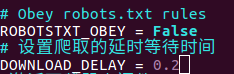 # Obey robots.txt rules
ROBOTSTXT_OBEY = False
# 设置爬取的延时等待时间
DOWNLOAD_DELAY = 0.2